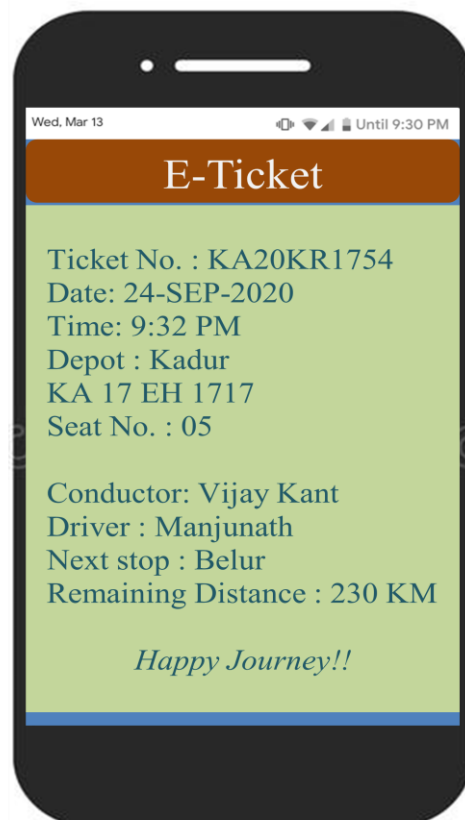 Wed, Mar 13 Until 9:30 PM
E-Ticket
Ticket No. : KA20KR1754
Date: 24-SEP-2020
Time: 9:32 PM
Depot : Kadur
KA 17 EH 1717
Seat No. : 05
Conductor: Vijay Kant
Driver : Manjunath
Next stop : Belur
Remaining Distance : 230 KM
Happy Journey!!